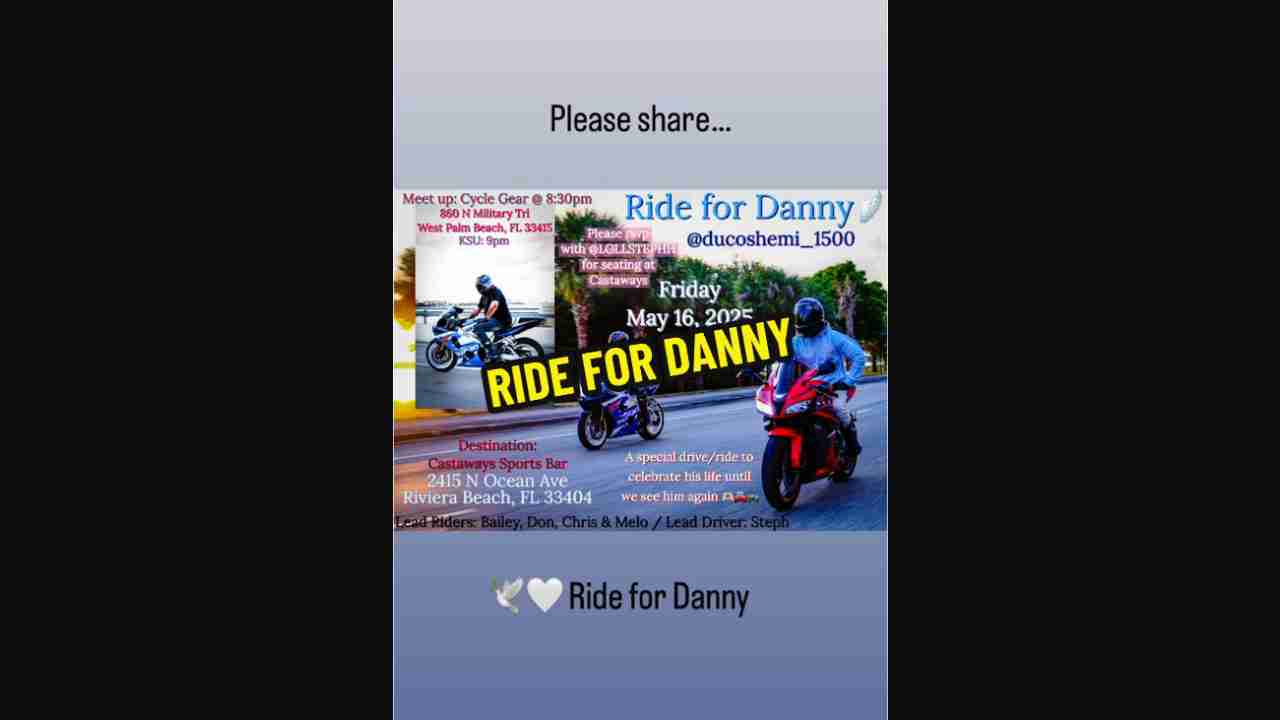 Please share...
Meet up: Cycle Gear @ 8:30pm
860 N Military Trl
West Palm Beach, FL 33415
KSU: 9pm
Ride for Danny
@ducoshemi_1500
Please rsvp
with @LGLLSTEPHH
for seating at
Castaways
Friday
May 16, 2025
RIDE FOR DANNY
Destination:
Castaways Sports Bar
2415 N Ocean Ave
Riviera Beach, FL 33404
A special drive/ride to
celebrate his life until
we see him again
Lead Riders: Bailey, Don, Chris & Melo / Lead Driver: Steph
🕊️🤍 Ride for Danny